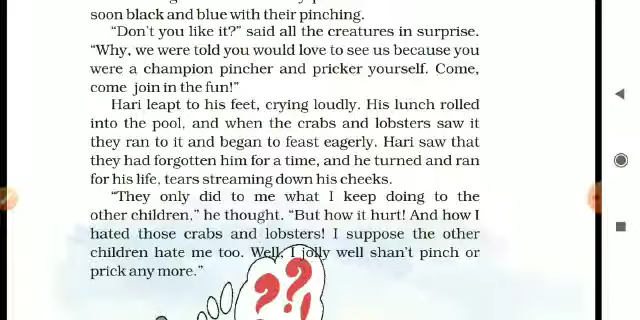 soon black and blue with their pinching.
“Don’t you like it?” said all the creatures in surprise.
“Why, we were told you would love to see us because you
were a champion pincher and pricker yourself. Come,
come join in the fun!”
Hari leapt to his feet, crying loudly. His lunch rolled
into the pool, and when the crabs and lobsters saw it
they ran to it and began to feast eagerly. Hari saw that
they had forgotten him for a time, and he turned and ran
for his life, tears streaming down his cheeks.
“They only did to me what I keep doing to the
other children,” he thought. “But how it hurt! And how I
hated those crabs and lobsters! I suppose the other
children hate me too. Well, I jolly well shan’t pinch or
prick any more.”
??!